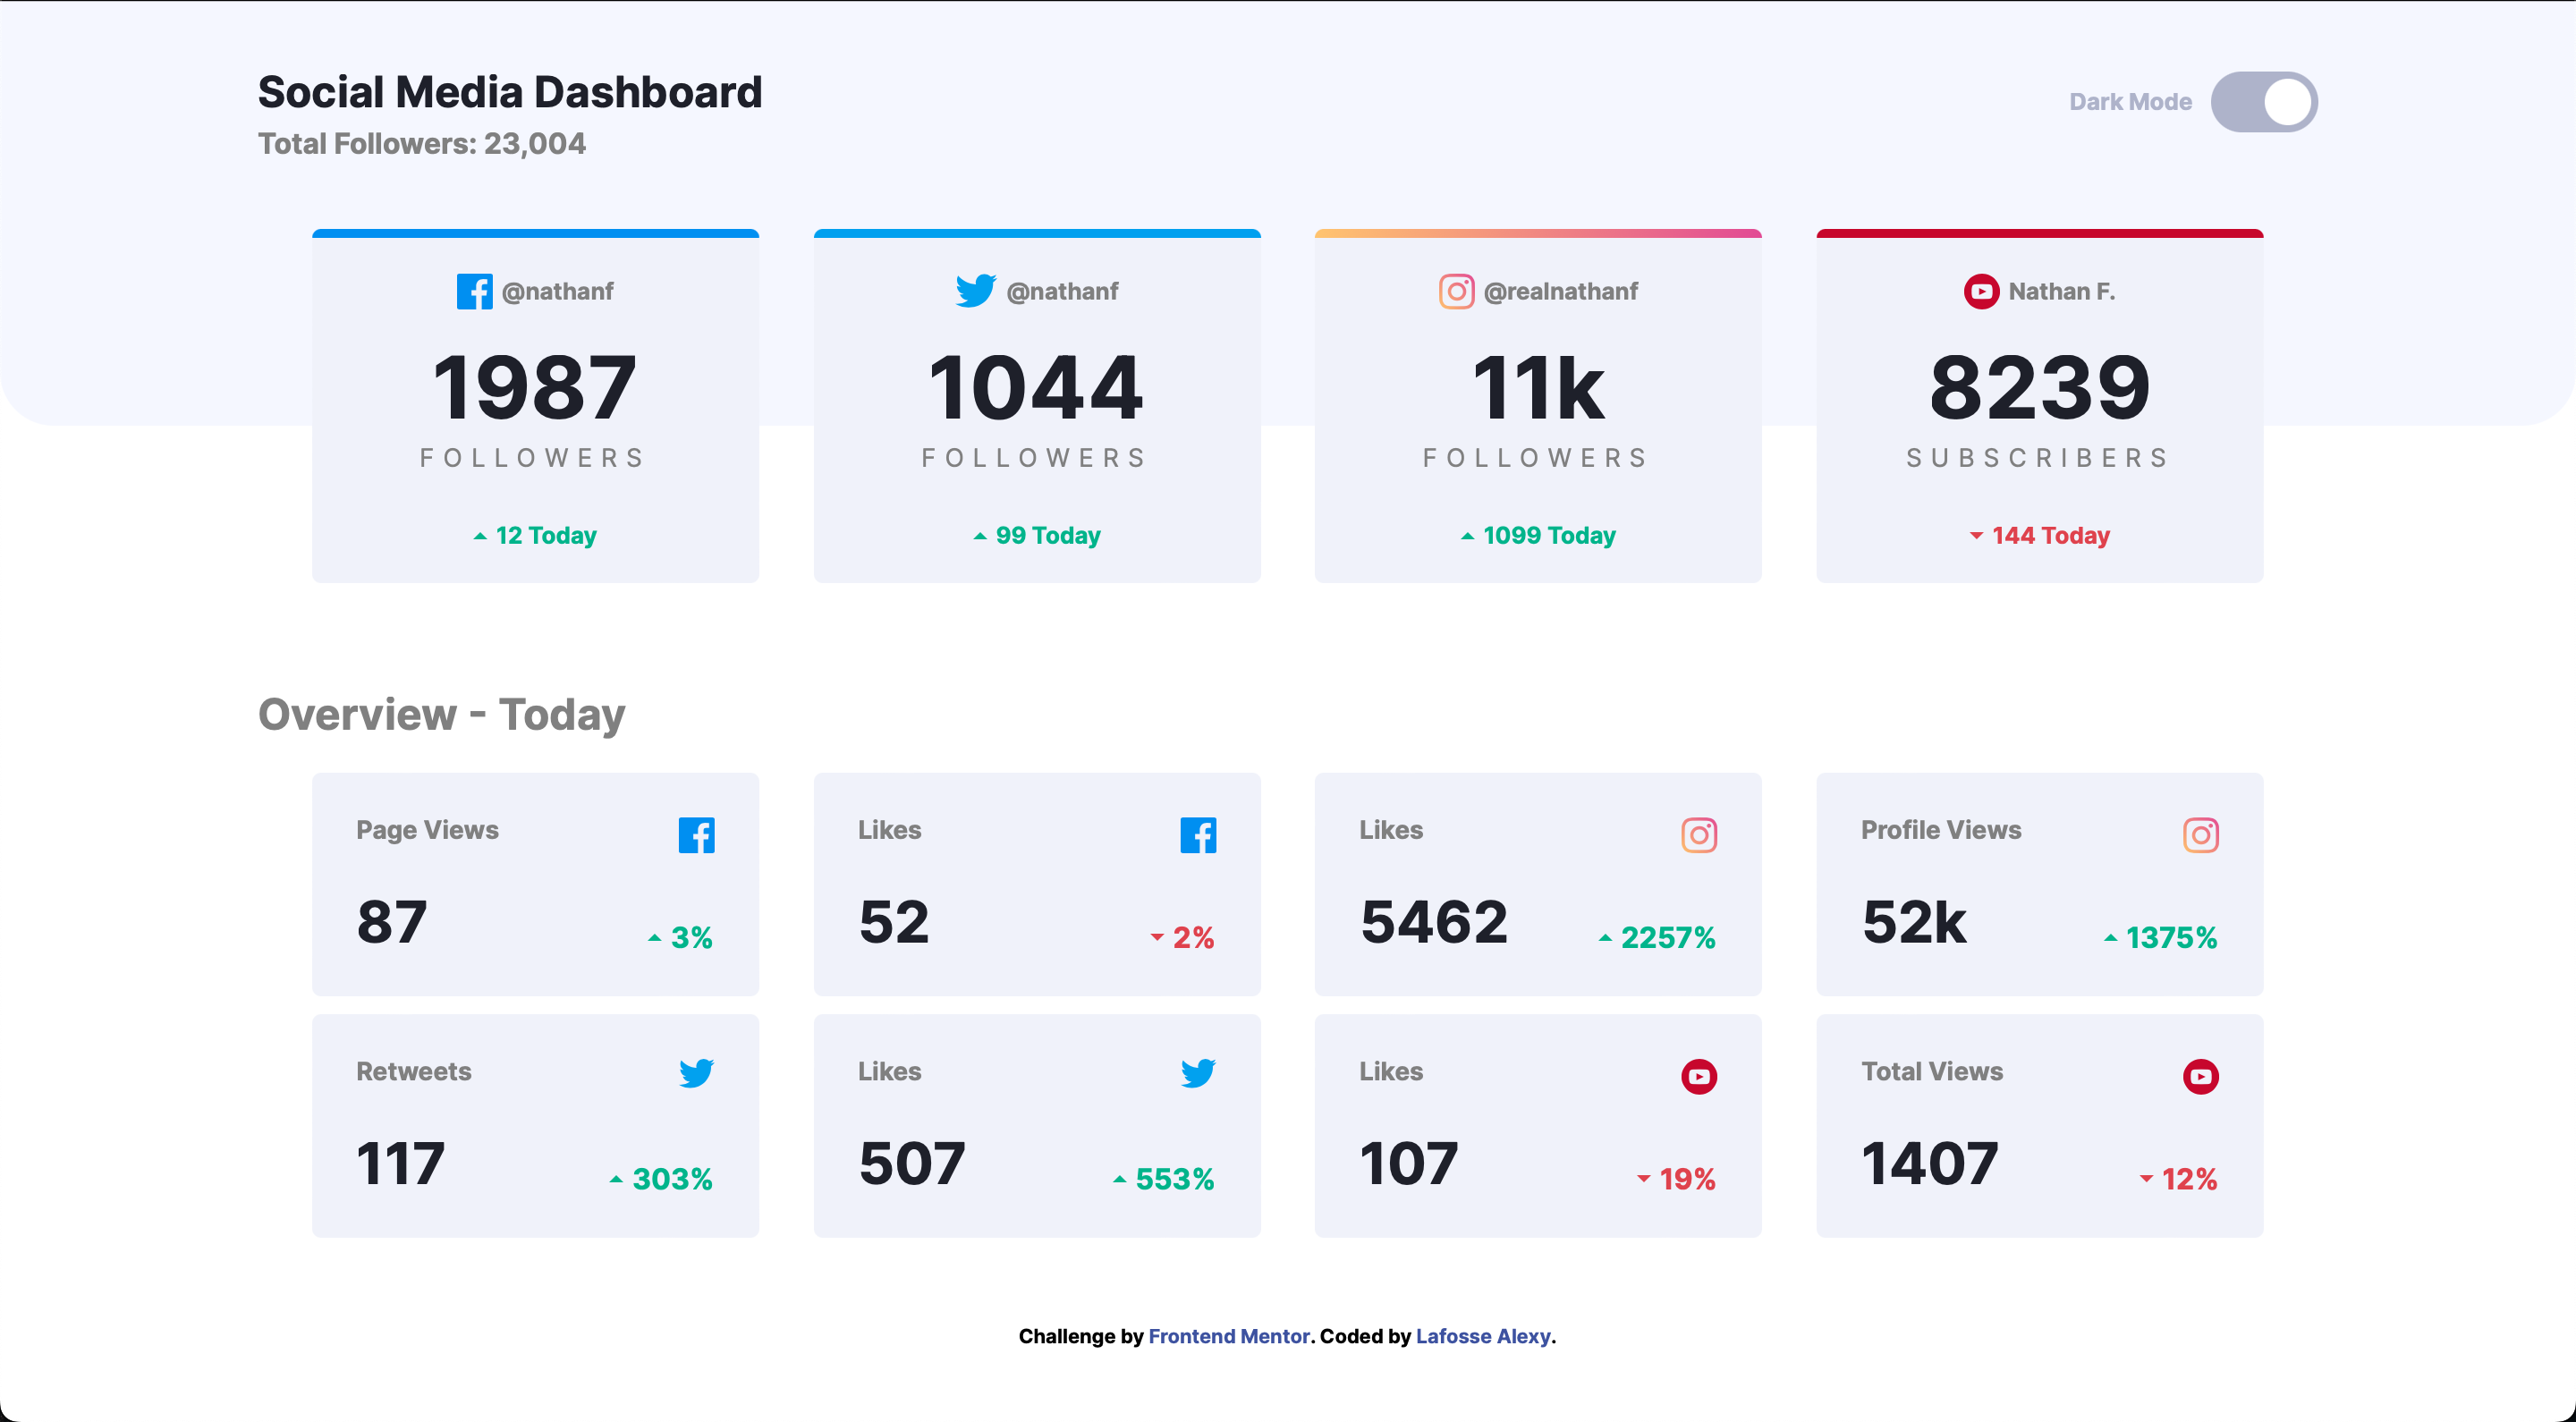 Social Media Dashboard
Total Followers: 23,004
Dark Mode
@nathanf
1987
FOLLOWERS
12 Today
@nathanf
1044
FOLLOWERS
99 Today
@realnathanf
11k
FOLLOWERS
1099 Today
Nathan F.
8239
SUBSCRIBERS
144 Today
Overview - Today
Page Views
87
3%
Likes
52
2%
Likes
5462
2257%
Profile Views
52k
1375%
Retweets
117
303%
Likes
507
553%
Likes
107
19%
Total Views
1407
12%
Challenge by Frontend Mentor. Coded by Lafosse Alexy.